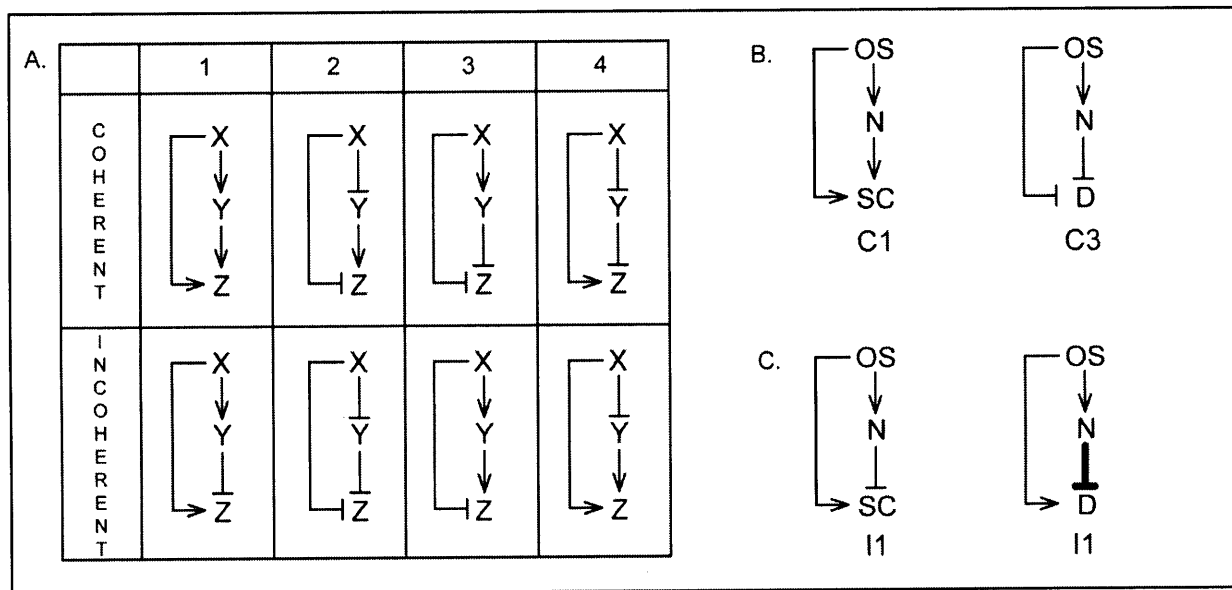 A.
1 2 3 4
COHERENT
X X X X
Y Y Y Y
Z Z Z Z
INCOHERENT
X X X X
Y Y Y Y
Z Z Z Z
B.
OS OS
N N
SC D
C1 C3
C.
OS OS
N N
SC D
I1 I1